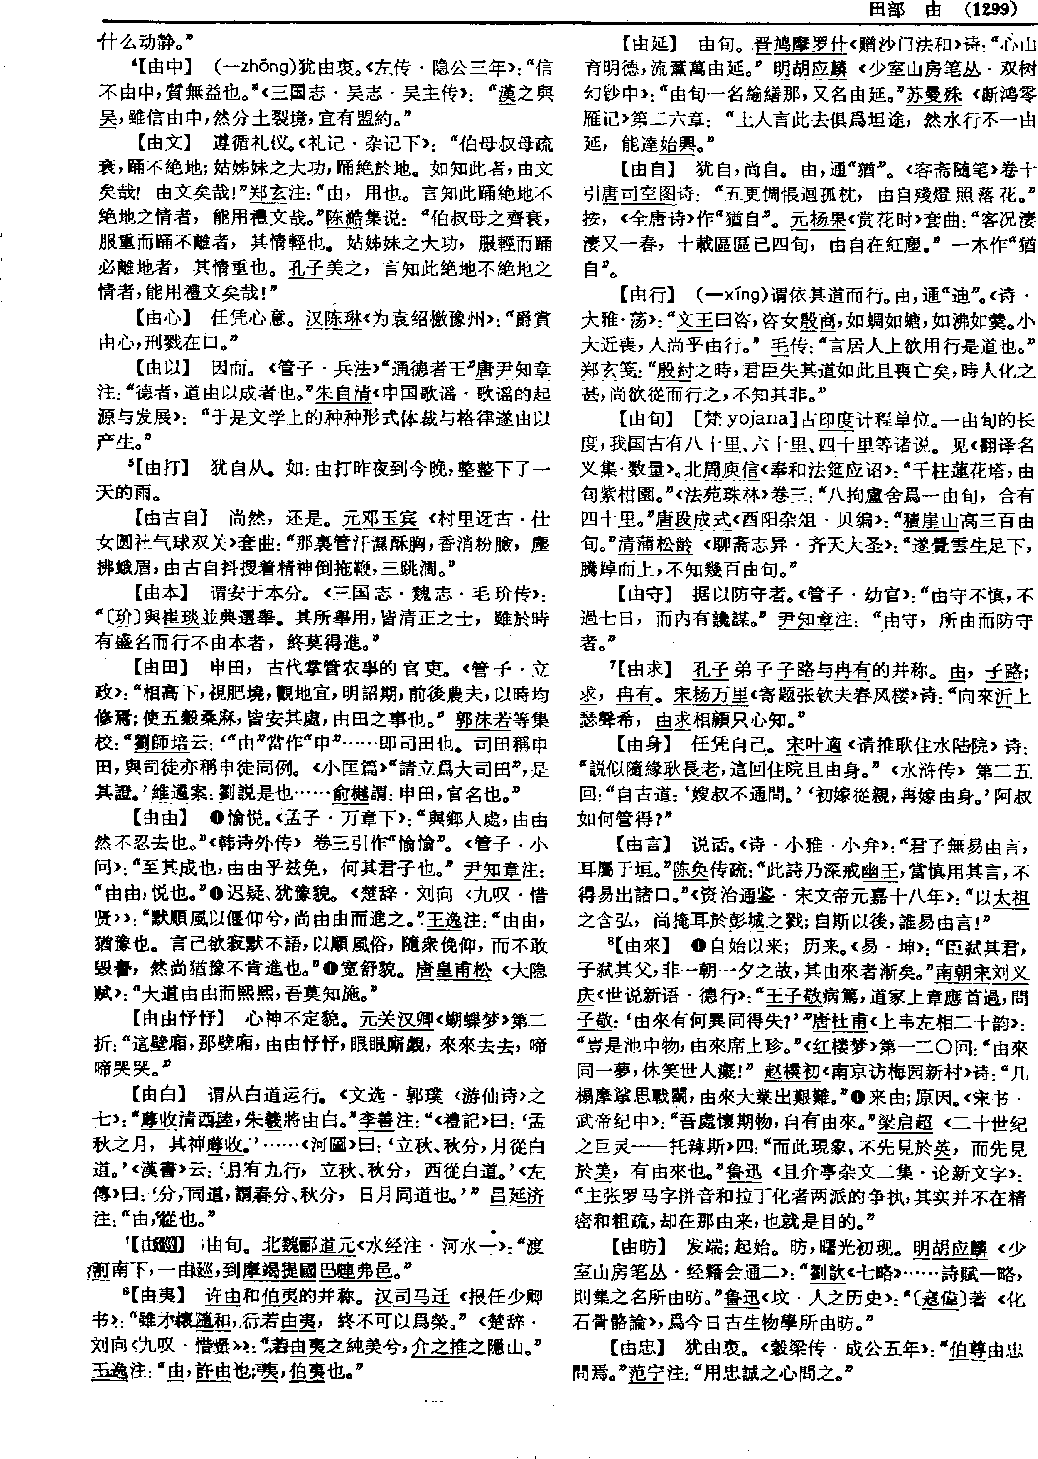 田部　由　（1299）
什么动静。”
⁴【由中】　（—zhōng)犹由衷。《左传·隐公三年》：“信
不由中，質無益也。”《三国志·吴志·吴主传》：“漢之與
吴，雖信由中，然分土裂境，宜有盟約。”
【由文】　遵循礼仪。《礼记·杂记下》：“伯母叔母疏
衰，踊不絶地；姑姊妹之大功，踊絶於地。如知此者，由文
矣哉！由文矣哉！”郑玄注：“由，用也。言知此踊絶地不
絶地之情者，能用禮文哉。”陈澔集说：“伯叔母之齊衰，
服重而踊不離者，其情輕也。姑姊妹之大功，服輕而踊
必離地者，其情重也。孔子美之，言知此絶地不絶地之
情者，能用禮文矣哉！”
【由心】　任凭心意。汉陈琳《为袁绍檄豫州》：“爵賞
由心，刑戮在口。”
【由以】　因而。《管子·兵法》“通德者王”唐尹知章
注：“德者，道由以成者也。”朱自清《中国歌谣·歌谣的起
源与发展》：“于是文学上的种种形式体裁与格律遂由以
产生。”
⁵【由打】　犹自从。如：由打昨夜到今晚，整整下了一
天的雨。
【由古自】　尚然，还是。元邓玉宾《村里迓古·仕
女圆社气球双关》套曲：“那裏管汗濕酥胸，香消粉臉，塵
拂蛾眉，由古自抖擻着精神倒拖鞭，三跳澗。”
【由本】　谓安于本分。《三国志·魏志·毛玠传》：
“〔玠〕與崔琰並典選舉。其所舉用，皆清正之士，雖於時
有盛名而行不由本者，終莫得進。”
【由田】　申田，古代掌管农事的官吏。《管子·立
政》：“相高下，視肥墝，觀地宜，明詔期，前後農夫，以時均
修焉；使五穀桑麻，皆安其處，由田之事也。”郭沫若等集
校：“劉師培云：‘“由”當作“申”……即司田也。司田稱申
田，與司徒亦稱申徒同例。《小匡篇》“請立爲大司田”，是
其證。’維遹案：劉説是也……俞樾謂：申田，官名也。”
【由由】　❶愉悦。《孟子·万章下》：“與鄉人處，由由
然不忍去也。”《韩诗外传》卷三引作“愉愉”。《管子·小
问》：“至其成也，由由乎茲免，何其君子也。”尹知章注：
“由由，悦也。”❶迟疑、犹豫貌。《楚辞·刘向〈九叹·惜
贤〉》：“默順風以偃仰兮，尚由由而進之。”王逸注：“由由，
猶豫也。言己欲寂默不語，以順風俗，隨衆俛仰，而不敢
毁譽，然尚猶豫不肯進也。”❶宽舒貌。唐皇甫松《大隐
赋》：“大道由由而熙熙，吾莫知施。”
【由由忬忬】　心神不定貌。元关汉卿《蝴蝶梦》第二
折：“這壁廂，那壁廂，由由忬忬，眼眼廝覷，來來去去，啼
啼哭哭。”
【由白】　谓从白道运行。《文选·郭璞〈游仙诗〉之
七》：“蓐收清西陸，朱羲將由白。”李善注：“《禮記》曰：‘孟
秋之月，其神蓐收。’……《河圖》曰：‘立秋、秋分，月從白
道。’《漢書》云：‘月有九行，立秋、秋分，西從白道。’《左
傳》曰：‘分，同道，謂春分、秋分，日月同道也。’”吕延济
注：“由，從也。”
由句。北魏郦道元《水经注·河水一》：“渡
南下，一由巡，到摩竭提國巴連弗邑。”
⁶【由夷】　许由和伯夷的并称。汉司马迁《报任少卿
书》：“雖才懷隨和，行若由夷，終不可以爲榮。”《楚辞·
刘向〈九叹·惜贤〉》：“若由夷之純美兮，介之推之隱山。”
王逸注：“由，許由也；夷，伯夷也。”
【由延】　由旬。晋鸠摩罗什《赠沙门法和》诗：“心山
育明德，流薰萬由延。”明胡应麟《少室山房笔丛·双树
幻钞中》：“由旬一名踰繕那，又名由延。”苏曼殊《断鸿零
雁记》第二六章：“上人言此去俱爲坦途，然水行不一由
延，能達始興。”
【由自】　犹自，尚自。由，通“猶”。《容斋随笔》卷十
引唐司空图诗：“五更惆悵迴孤枕，由自殘燈照落花。”
按，《全唐诗》作“猶自”。元杨果《赏花时》套曲：“客况淒
淒又一春，十載區區已四旬，由自在紅塵。”一本作“猶
自”。
【由行】　（—xíng)谓依其道而行。由，通“迪”。《诗·
大雅·荡》：“文王曰咨，咨女殷商，如蜩如螗，如沸如羹。小
大近喪，人尚乎由行。”毛传：“言居人上欲用行是道也。”
郑玄笺：“殷紂之時，君臣失其道如此且喪亡矣，時人化之
甚，尚欲從而行之，不知其非。”
【由旬】　[梵 yojana]古印度计程单位。一由旬的长
度，我国古有八十里、六十里、四十里等诸说。见《翻译名
义集·数量》。北周庾信《奉和法筵应诏》：“千柱蓮花塔，由
旬紫紺園。”《法苑珠林》卷三：“八拘盧舍爲一由旬，合有
四十里。”唐段成式《酉阳杂俎·贝编》：“獯崖山高三百由
旬。”清蒲松龄《聊斋志异·齐天大圣》：“遂覺雲生足下，
騰踔而上，不知幾百由旬。”
【由守】　据以防守者。《管子·幼官》：“由守不慎，不
過七日，而内有讒謀。”尹知章注：“由守，所由而防守
者。”
⁷【由求】　孔子弟子子路与冉有的并称。由，子路；
求，冉有。宋杨万里《寄题张钦夫春风楼》诗：“向來沂上
瑟聲希，由求相顧只心知。”
【由身】　任凭自己。宋叶適《请推耿住水陆院》诗：
“説似隨緣耿長老，這回住院且由身。”《水浒传》第二五
回：“自古道：‘嫂叔不通問。’‘初嫁從親，再嫁由身。’阿叔
如何管得？”
【由言】　说话。《诗·小雅·小弁》：“君子無易由言，
耳屬于垣。”陈奂传疏：“此詩乃深戒幽王，當慎用其言，不
得易出諸口。”《资治通鉴·宋文帝元嘉十八年》：“以太祖
之含弘，尚掩耳於彭城之戮；自斯以後，誰易由言！”
⁸【由來】　❶自始以来；历来。《易·坤》：“臣弑其君，
子弑其父，非一朝一夕之故，其由來者漸矣。”南朝宋刘义
庆《世说新语·德行》：“王子敬病篤，道家上章應首過，問
子敬：‘由來有何異同得失？’”唐杜甫《上韦左相二十韵》：
“豈是池中物，由來席上珍。”《红楼梦》第一二〇回：“由來
同一夢，休笑世人癡！”赵樸初《南京访梅园新村》诗：“几
榻摩挲思戰鬪，由來大業出艱難。”❶来由；原因。《宋书·
武帝纪中》：“吾處懷期物，自有由來。”梁启超《二十世纪
之巨灵——托辣斯》四：“而此現象，不先見於英，而先見
於美，有由來也。”鲁迅《且介亭杂文二集·论新文字》：
“主张罗马字拼音和拉丁化者两派的争执，其实并不在精
密和粗疏，却在那由来，也就是目的。”
【由昉】　发端；起始。昉，曙光初现。明胡应麟《少
室山房笔丛·经籍会通二》：“劉歆《七略》……詩賦一略，
則集之名所由昉。”鲁迅《坟·人之历史》：“〔寇偉〕著《化
石骨骼論》，爲今日古生物學所由昉。”
【由忠】　犹由衷。《榖梁传·成公五年》：“伯尊由忠
問焉。”范宁注：“用忠誠之心問之。”